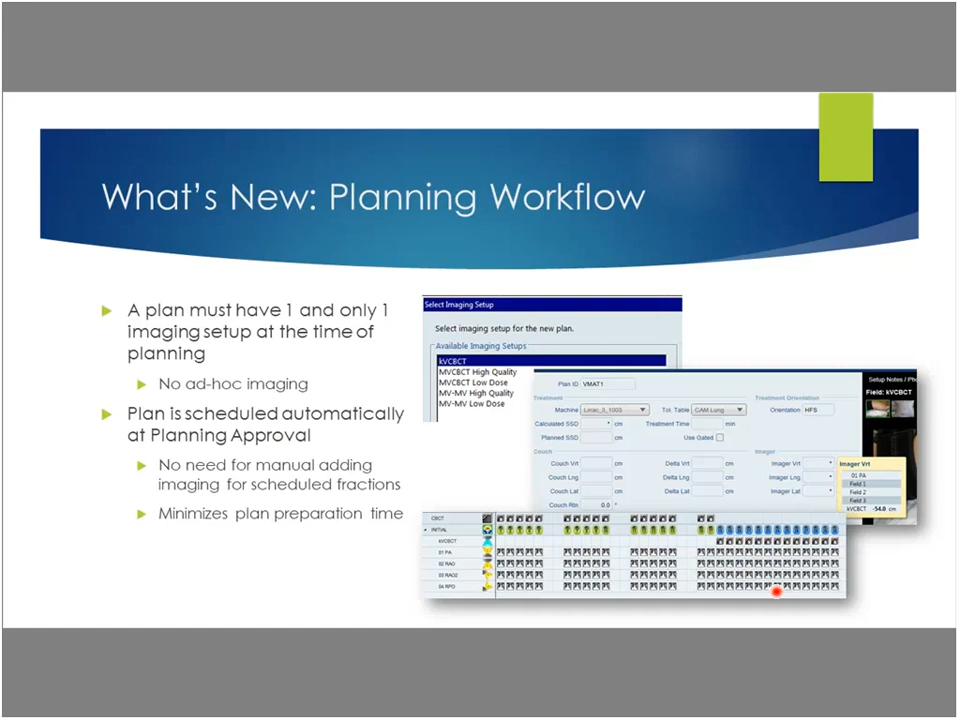 What's New: Planning Workflow
A plan must have 1 and only 1
imaging setup at the time of
planning
No ad-hoc imaging
Plan is scheduled automatically
at Planning Approval
No need for manual adding
imaging for scheduled fractions
Minimizes plan preparation time
Select Imaging Setup
Select imaging setup for the new plan.
Available Imaging Setups
kVCBCT
MVCBCT High Quality
MVCBCT Low Dose
MV-MV High Quality
MV-MV Low Dose
Plan ID VMAT1
Treatment
Treatment Orientation
Machine Linac_3_1003 Tol. Table CAM Lung Orientation HFS
Calculated SSD cm Treatment Time min
Planned SSD cm Use Gated
Couch
Imager
Couch Vrt cm Delta Vrt cm Imager Vrt
Couch Lng cm Delta Lng cm Imager Lng
Couch Lat cm Delta Lat cm Imager Lat
Couch Rtn 0.0 °
Setup Notes /
Field: kVCBCT
Imager Vrt
01 PA
Field 1
Field 2
Field 3
kVCBCT -54.0 cm
CBCT
INITIAL
kVCBCT
01 PA
02 RAO
03 RAO2
04 RPO